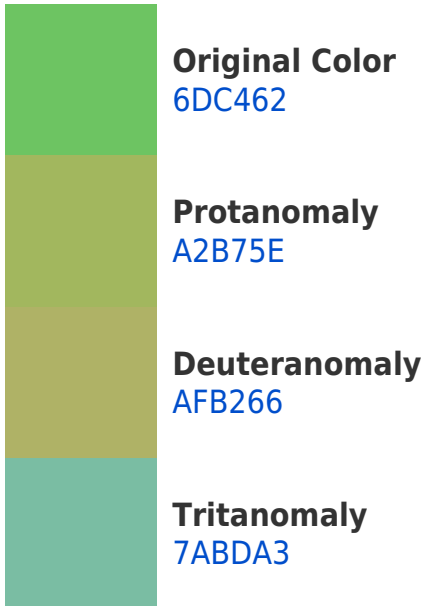 Original Color
6DC462
Protanomaly
A2B75E
Deuteranomaly
AFB266
Tritanomaly
7ABDA3